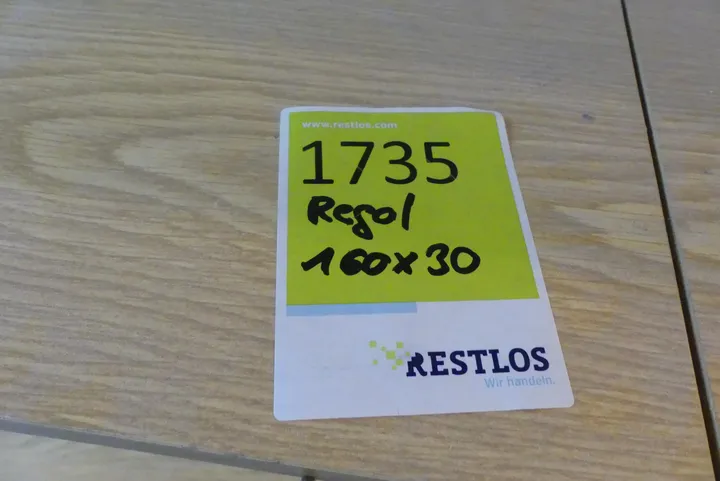 www.restlos.com
1735
Regal
160x30
RESTLOS
Wir handeln.